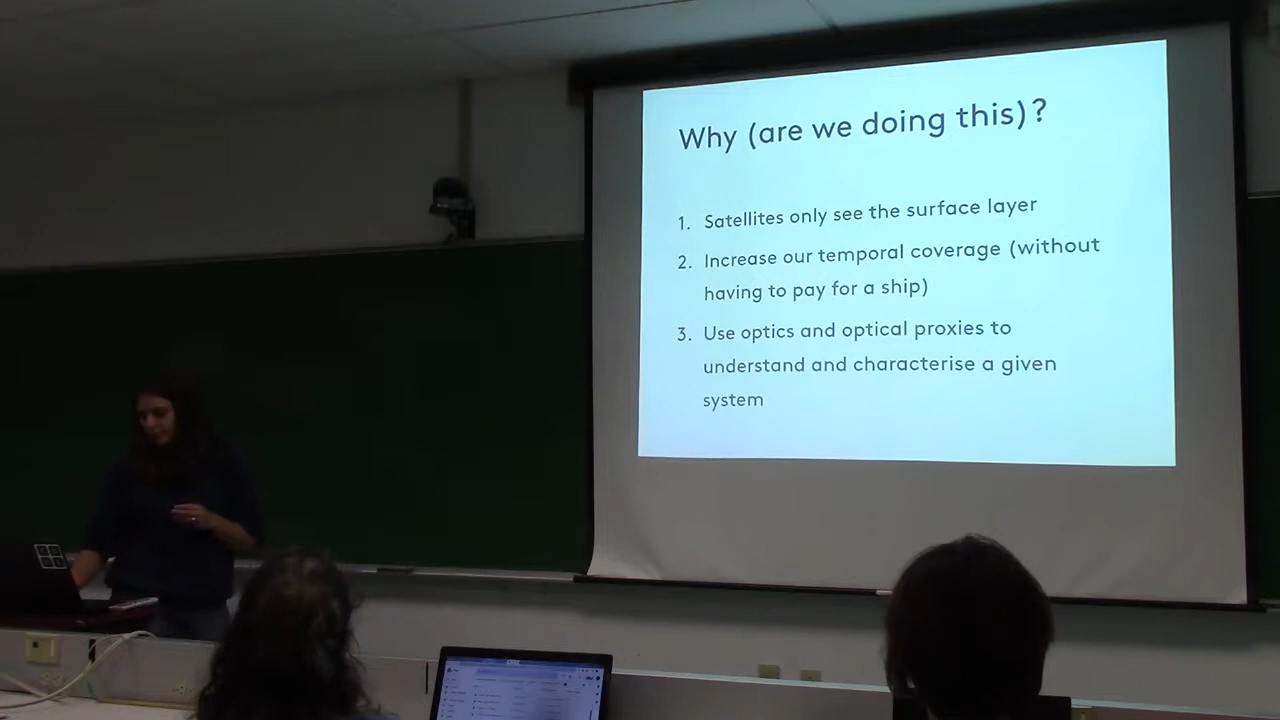 Why (are we doing this)?
1. Satellites only see the surface layer
2. Increase our temporal coverage (without
having to pay for a ship)
3. Use optics and optical proxies to
understand and characterise a given
system